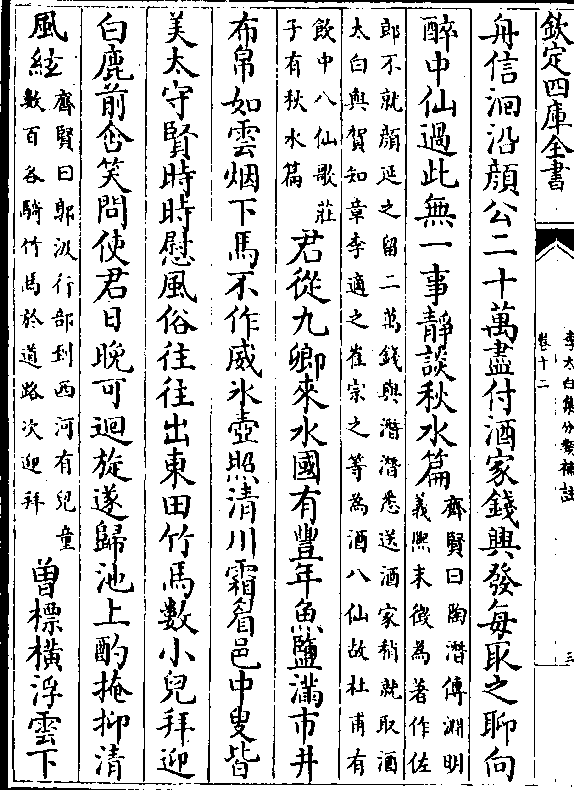 欽定四庫全書
李太白集分類補註
卷十二
三
舟信洄沿顔公二十萬盡付酒家錢興發每取之聊向
醉中仙過此無一事靜談秋水篇
齊賢曰陶潛傳淵明
義熙末徵為著作佐
郎不就顔延之留二萬錢與潛潛悉送酒家稍就取酒
太白與賀知章李適之崔宗之等為酒八仙故杜甫有
飲中八仙歌莊
子有秋水篇
君從九卿來水國有豐年魚鹽滿市井
布帛如雲烟下馬不作威氷壺照清川霜眉邑中叟皆
美太守賢時時慰風俗往往出東田竹馬數小兒拜迎
白鹿前含笑問使君日晚可迴旋遂歸池上酌掩抑清
風絃
齊賢曰郭汲行部到西河有兒童
數百各騎竹馬於道路次迎拜
曽標橫浮雲下